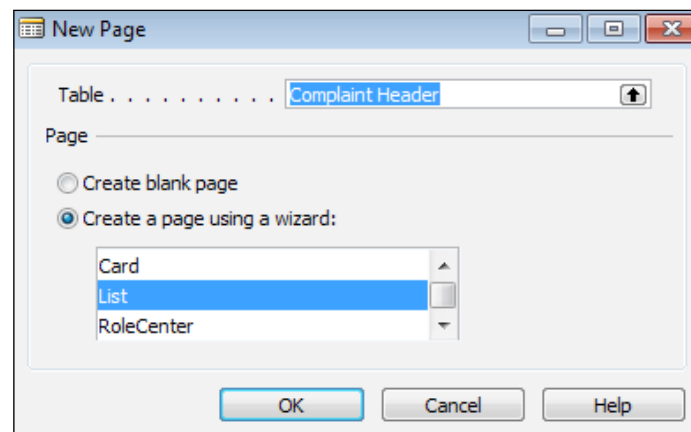 New Page
Table . . . . . . . . . . Complaint Header
Page
Create blank page
Create a page using a wizard:
Card
List
RoleCenter
OK Cancel Help